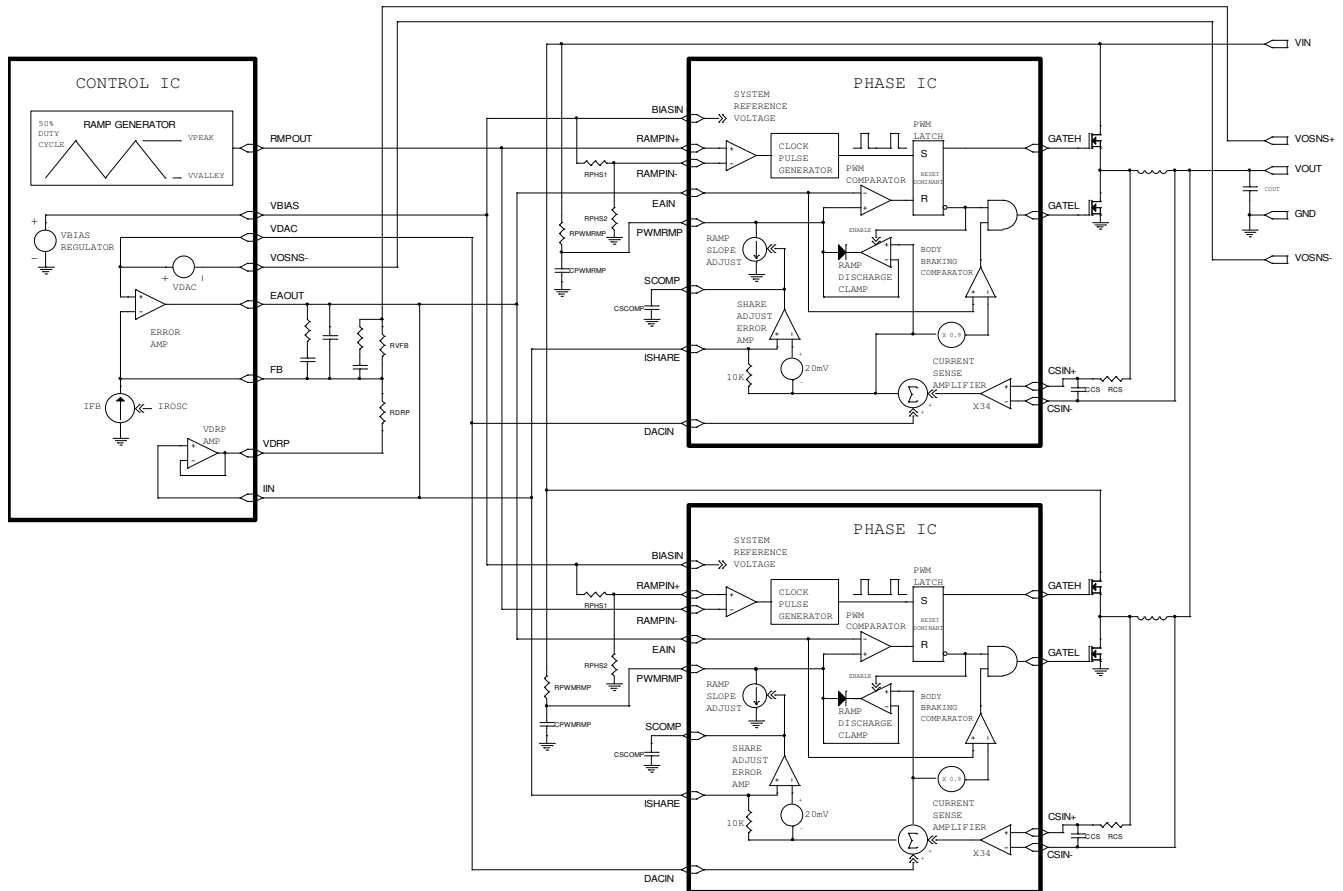 CONTROL IC
50%
DUTY
CYCLE
RAMP GENERATOR
VPEAK
VVALLEY
RMPOUT
+
VBIAS
REGULATOR
−
VBIAS
VDAC
VOSNS-
+
VDAC
−
EAOUT
+
−
ERROR
AMP
RVFB
FB
IFB
IROSC
RDRP
VDRP
AMP
+
−
VDRP
IIN
PHASE IC
BIASIN
SYSTEM
REFERENCE
VOLTAGE
RAMPIN+
RPHS1
RAMPIN-
+
−
CLOCK
PULSE
GENERATOR
PWM
LATCH
S
RESET
DOMINANT
R
GATEH
PWM
COMPARATOR
−
+
EAIN
RPHS2
RPWMRMP
PWMRMP
GATEL
CPWMRMP
RAMP
SLOPE
ADJUST
ENABLE
−
+
RAMP
DISCHARGE
CLAMP
BODY
BRAKING
COMPARATOR
+
−
SCOMP
CSCOMP
SHARE
ADJUST
ERROR
AMP
+
−
X 0.9
ISHARE
10K
+
20mV
−
CURRENT
SENSE
AMPLIFIER
Σ
+
+
X34
+
−
CSIN+
CCS
RCS
CSIN-
DACIN
VIN
VOSNS+
VOUT
COUT
GND
VOSNS-
PHASE IC
BIASIN
SYSTEM
REFERENCE
VOLTAGE
RAMPIN+
RPHS1
RAMPIN-
+
−
CLOCK
PULSE
GENERATOR
PWM
LATCH
S
RESET
DOMINANT
R
GATEH
PWM
COMPARATOR
−
+
EAIN
RPHS2
PWMRMP
RPWMRMP
GATEL
CPWMRMP
RAMP
SLOPE
ADJUST
ENABLE
−
+
RAMP
DISCHARGE
CLAMP
BODY
BRAKING
COMPARATOR
+
−
SCOMP
CSCOMP
SHARE
ADJUST
ERROR
AMP
+
−
X 0.9
ISHARE
10K
+
20mV
−
CURRENT
SENSE
AMPLIFIER
Σ
+
+
X34
+
−
CSIN+
CCS
RCS
CSIN-
DACIN